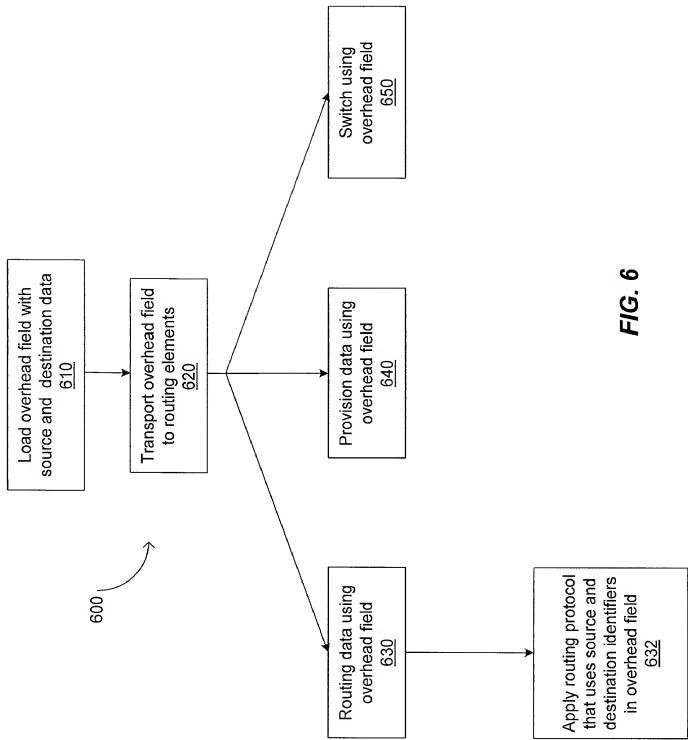 600
Load overhead field with
source and destination data
610
Transport overhead field
to routing elements
620
Routing data using
overhead field
630
Provision data using
overhead field
640
Switch using
overhead field
650
Apply routing protocol
that uses source and
destination identifiers
in overhead field
632
FIG. 6